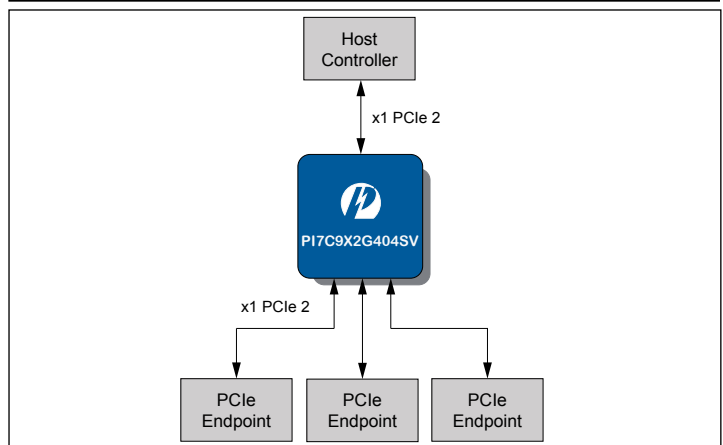 Host
Controller
x1 PCIe 2
PI7C9X2G404SV
x1 PCIe 2
PCIe
Endpoint
PCIe
Endpoint
PCIe
Endpoint